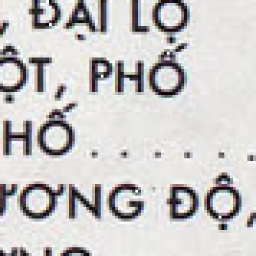 , ĐẠI LỘ
ỘT, PHỐ
HỐ......
ƯƠNG ĐỘ,